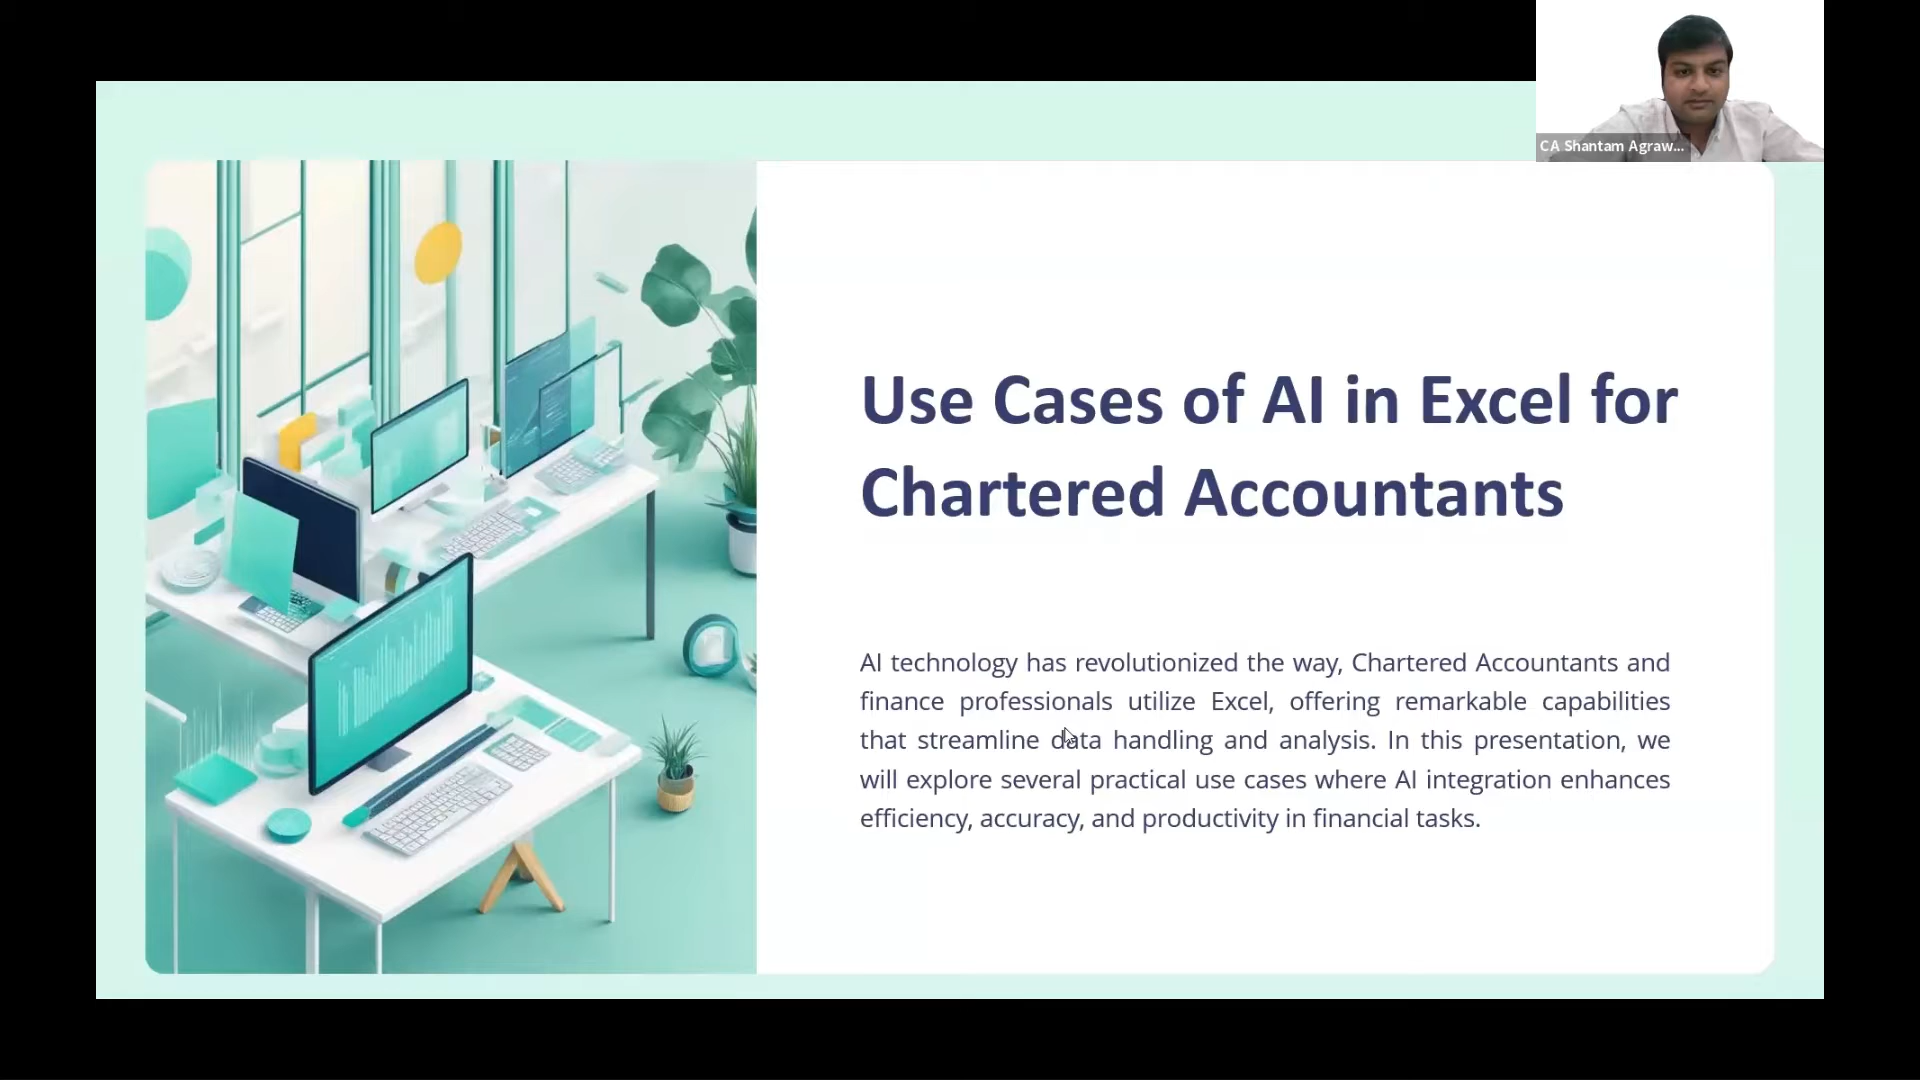 CA Shantam Agraw...
Use Cases of AI in Excel for
Chartered Accountants
AI technology has revolutionized the way, Chartered Accountants and
finance professionals utilize Excel, offering remarkable capabilities
that streamline data handling and analysis. In this presentation, we
will explore several practical use cases where AI integration enhances
efficiency, accuracy, and productivity in financial tasks.